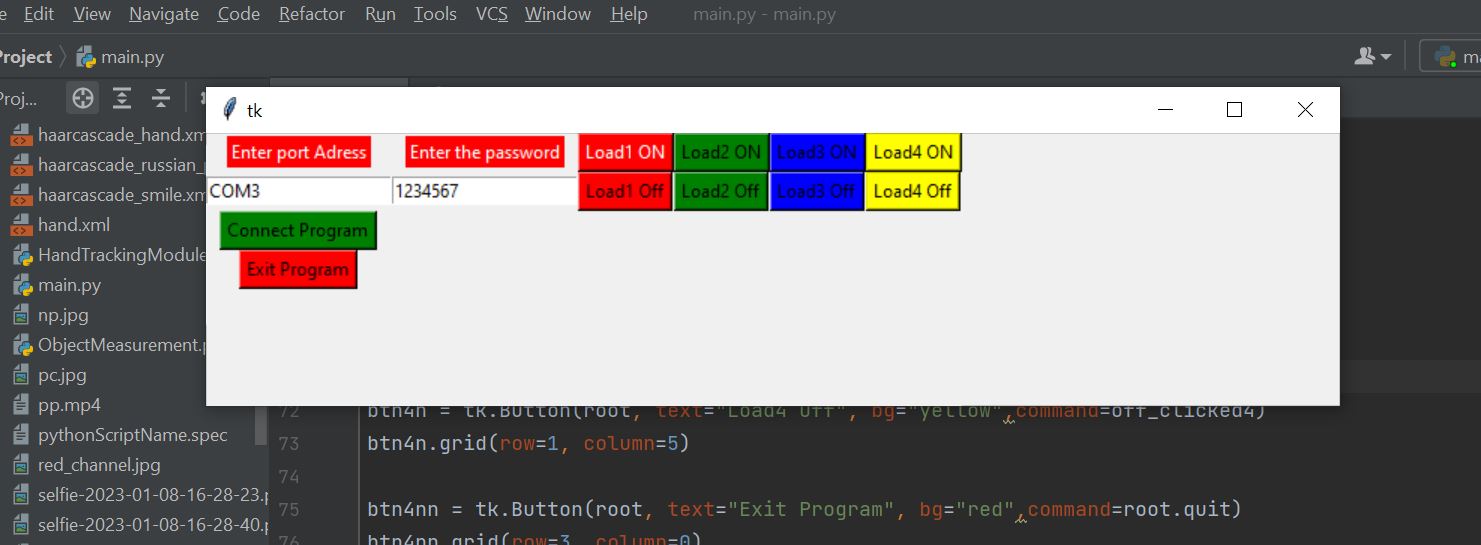 Edit View Navigate Code Refactor Run Tools VCS Window Help main.py - main.py
Project main.py
Proj...
tk
Enter port Adress Enter the password Load1 ON Load2 ON Load3 ON Load4 ON
COM3 1234567 Load1 Off Load2 Off Load3 Off Load4 Off
Connect Program
Exit Program
haarcascade_hand.xm
haarcascade_russian_
haarcascade_smile.xm
hand.xml
HandTrackingModule
main.py
np.jpg
ObjectMeasurement.
pc.jpg
pp.mp4
pythonScriptName.spec
red_channel.jpg
selfie-2023-01-08-16-28-23.
selfie-2023-01-08-16-28-40.
72 btn4n = tk.Button(root, text="Load4 Off", bg="yellow",command=off_clicked4)
73 btn4n.grid(row=1, column=5)
74
75 btn4nn = tk.Button(root, text="Exit Program", bg="red",command=root.quit)
76 btn4nn.grid(row=3, column=0)